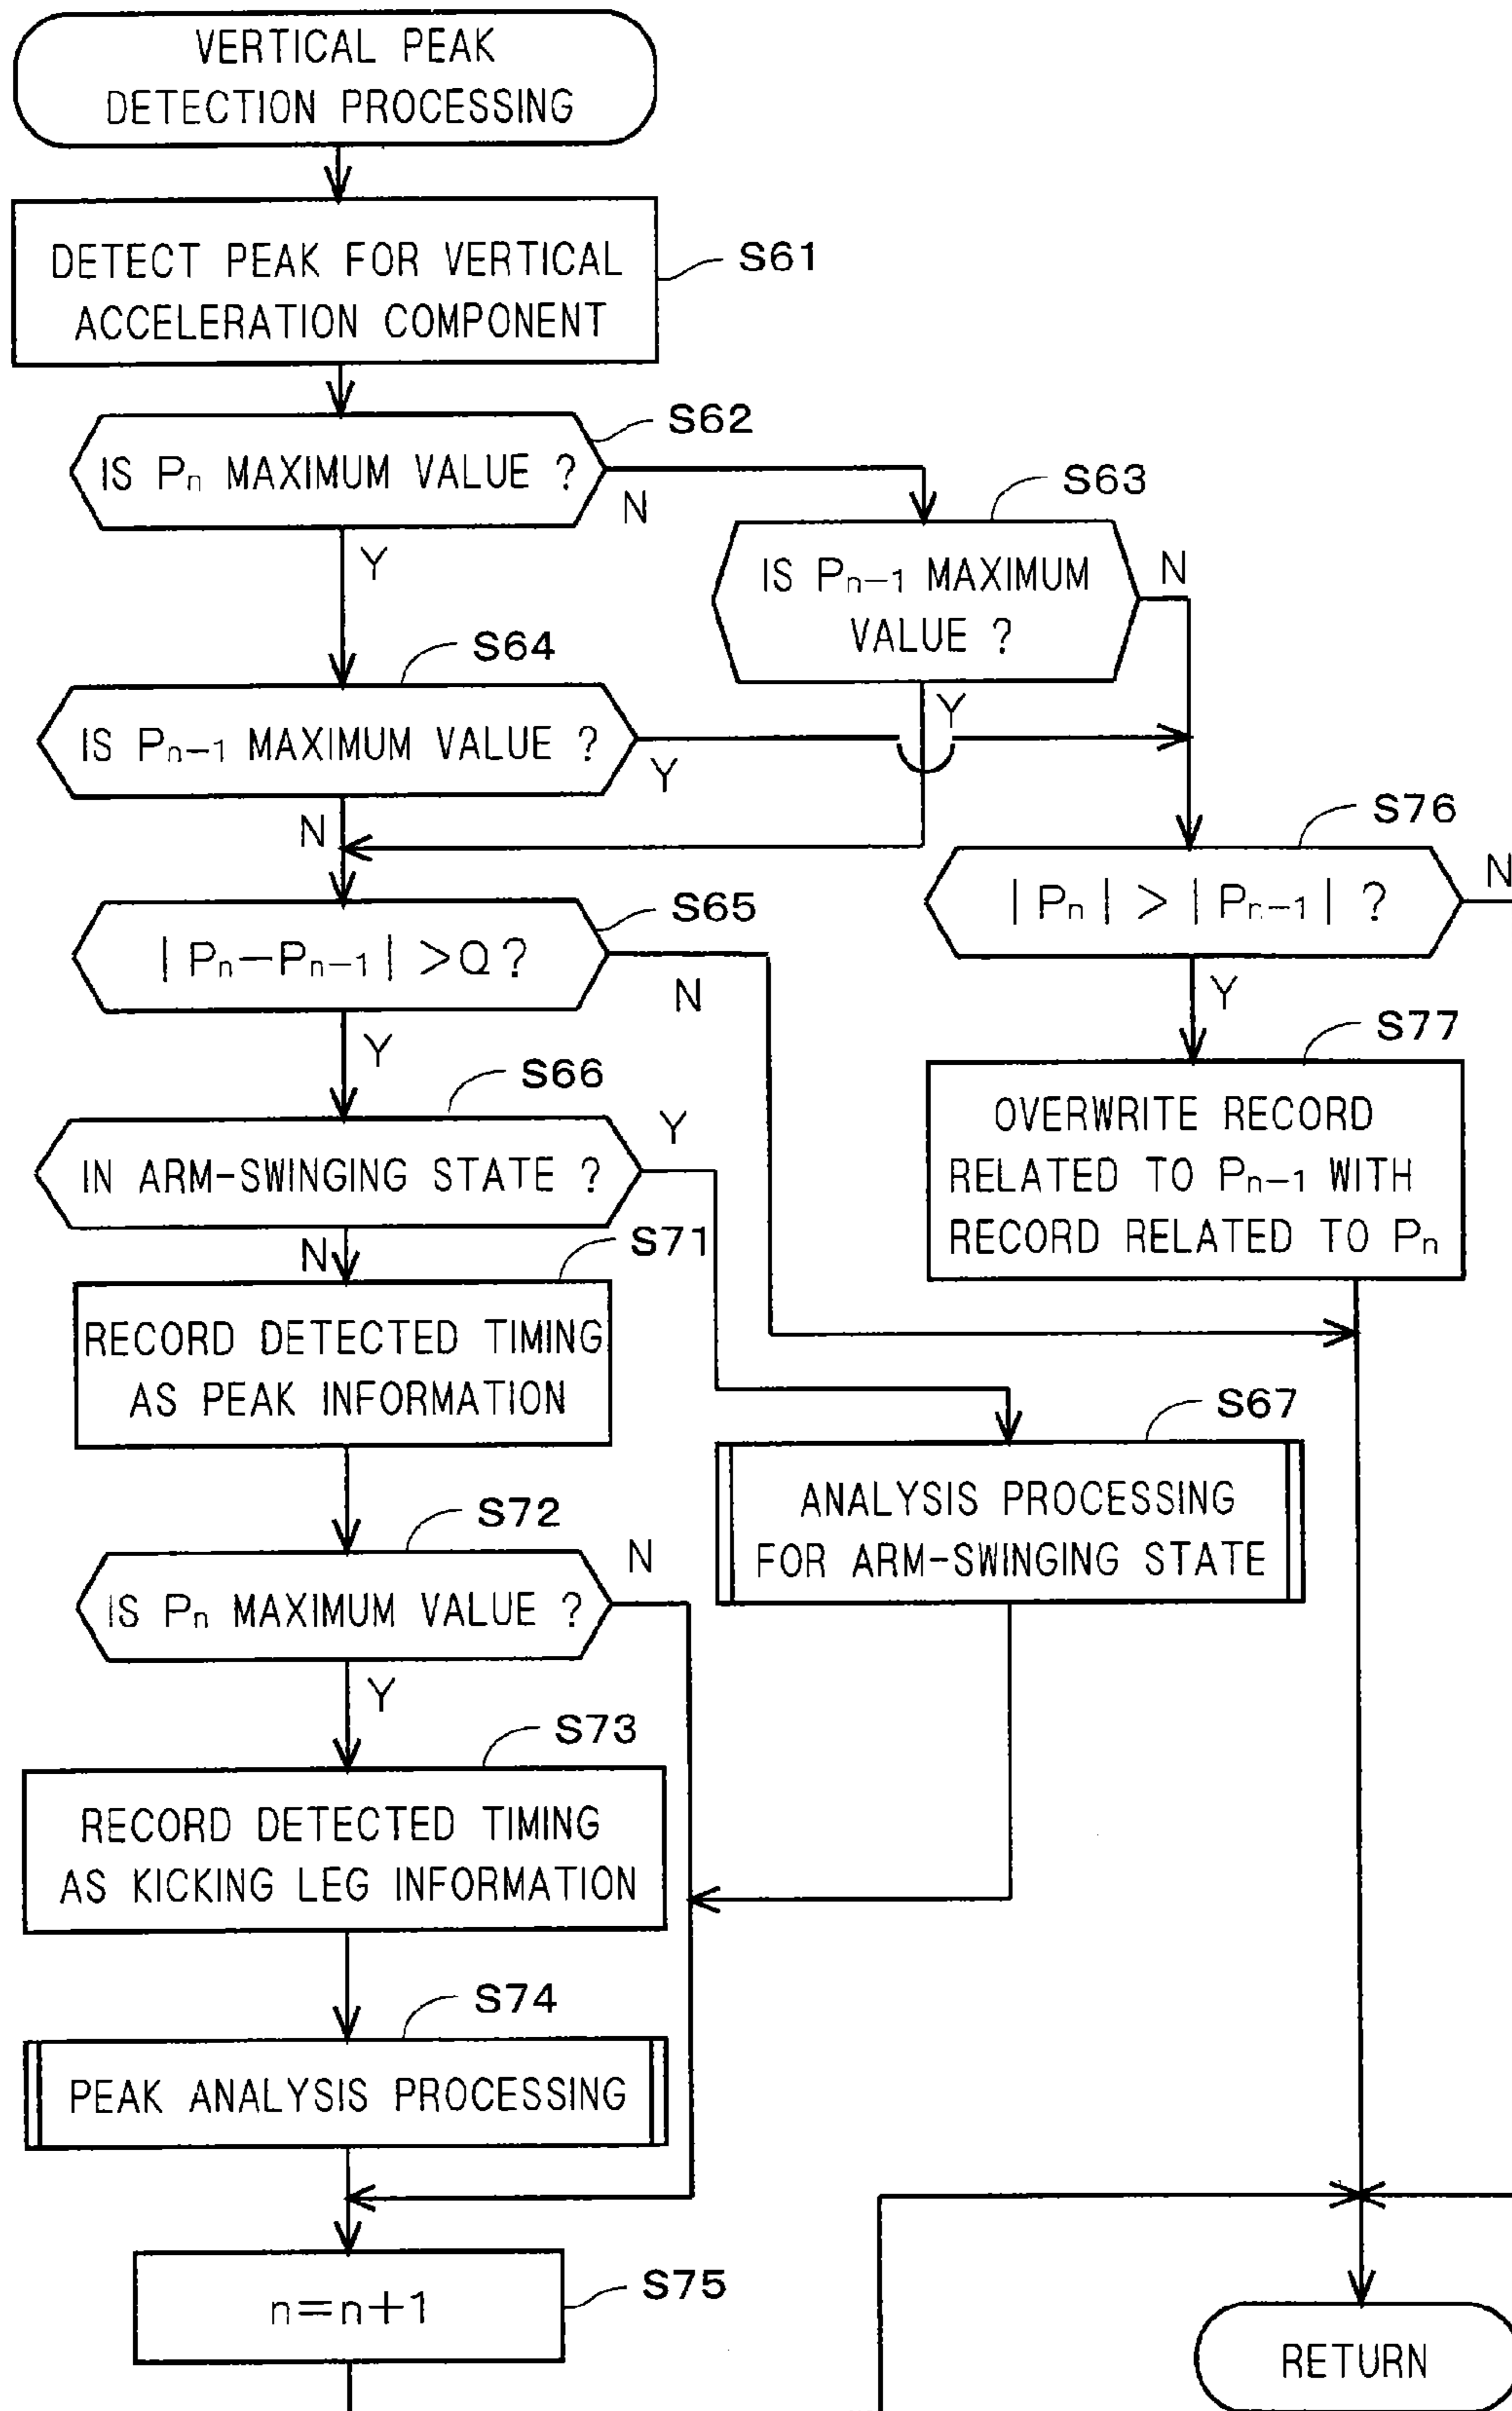 VERTICAL PEAK
DETECTION PROCESSING
DETECT PEAK FOR VERTICAL
ACCELERATION COMPONENT
S61
IS Pn MAXIMUM VALUE ?
S62
N
Y
S63
IS Pn−1 MAXIMUM
VALUE ?
N
Y
S64
IS Pn−1 MAXIMUM VALUE ?
Y
N
S65
| Pn−Pn−1 | >Q?
N
Y
S76
| Pn | > | Pn−1 | ?
N
Y
S77
OVERWRITE RECORD
RELATED TO Pn−1 WITH
RECORD RELATED TO Pn
S66
IN ARM-SWINGING STATE ?
Y
N
S71
RECORD DETECTED TIMING
AS PEAK INFORMATION
S67
ANALYSIS PROCESSING
FOR ARM-SWINGING STATE
S72
IS Pn MAXIMUM VALUE ?
N
Y
S73
RECORD DETECTED TIMING
AS KICKING LEG INFORMATION
S74
PEAK ANALYSIS PROCESSING
S75
n=n+1
RETURN